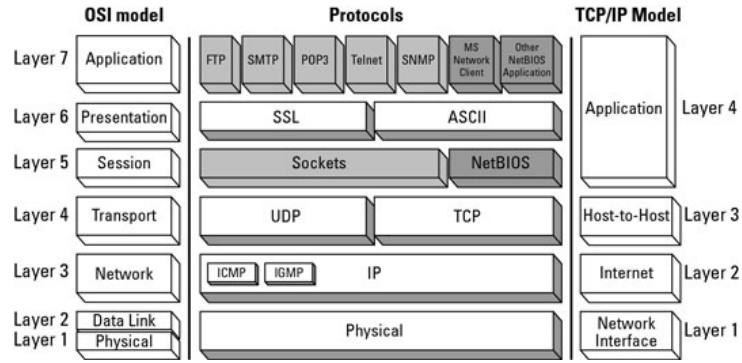 OSI model
Protocols
TCP/IP Model
Layer 7
Application
FTP
SMTP
POP3
Telnet
SNMP
MS
Network
Client
Other
NetBIOS
Application
Layer 6
Presentation
SSL
ASCII
Application
Layer 4
Layer 5
Session
Sockets
NetBIOS
Layer 4
Transport
UDP
TCP
Host-to-Host
Layer 3
Layer 3
Network
ICMP
IGMP
IP
Internet
Layer 2
Layer 2
Data Link
Layer 1
Physical
Physical
Network
Interface
Layer 1